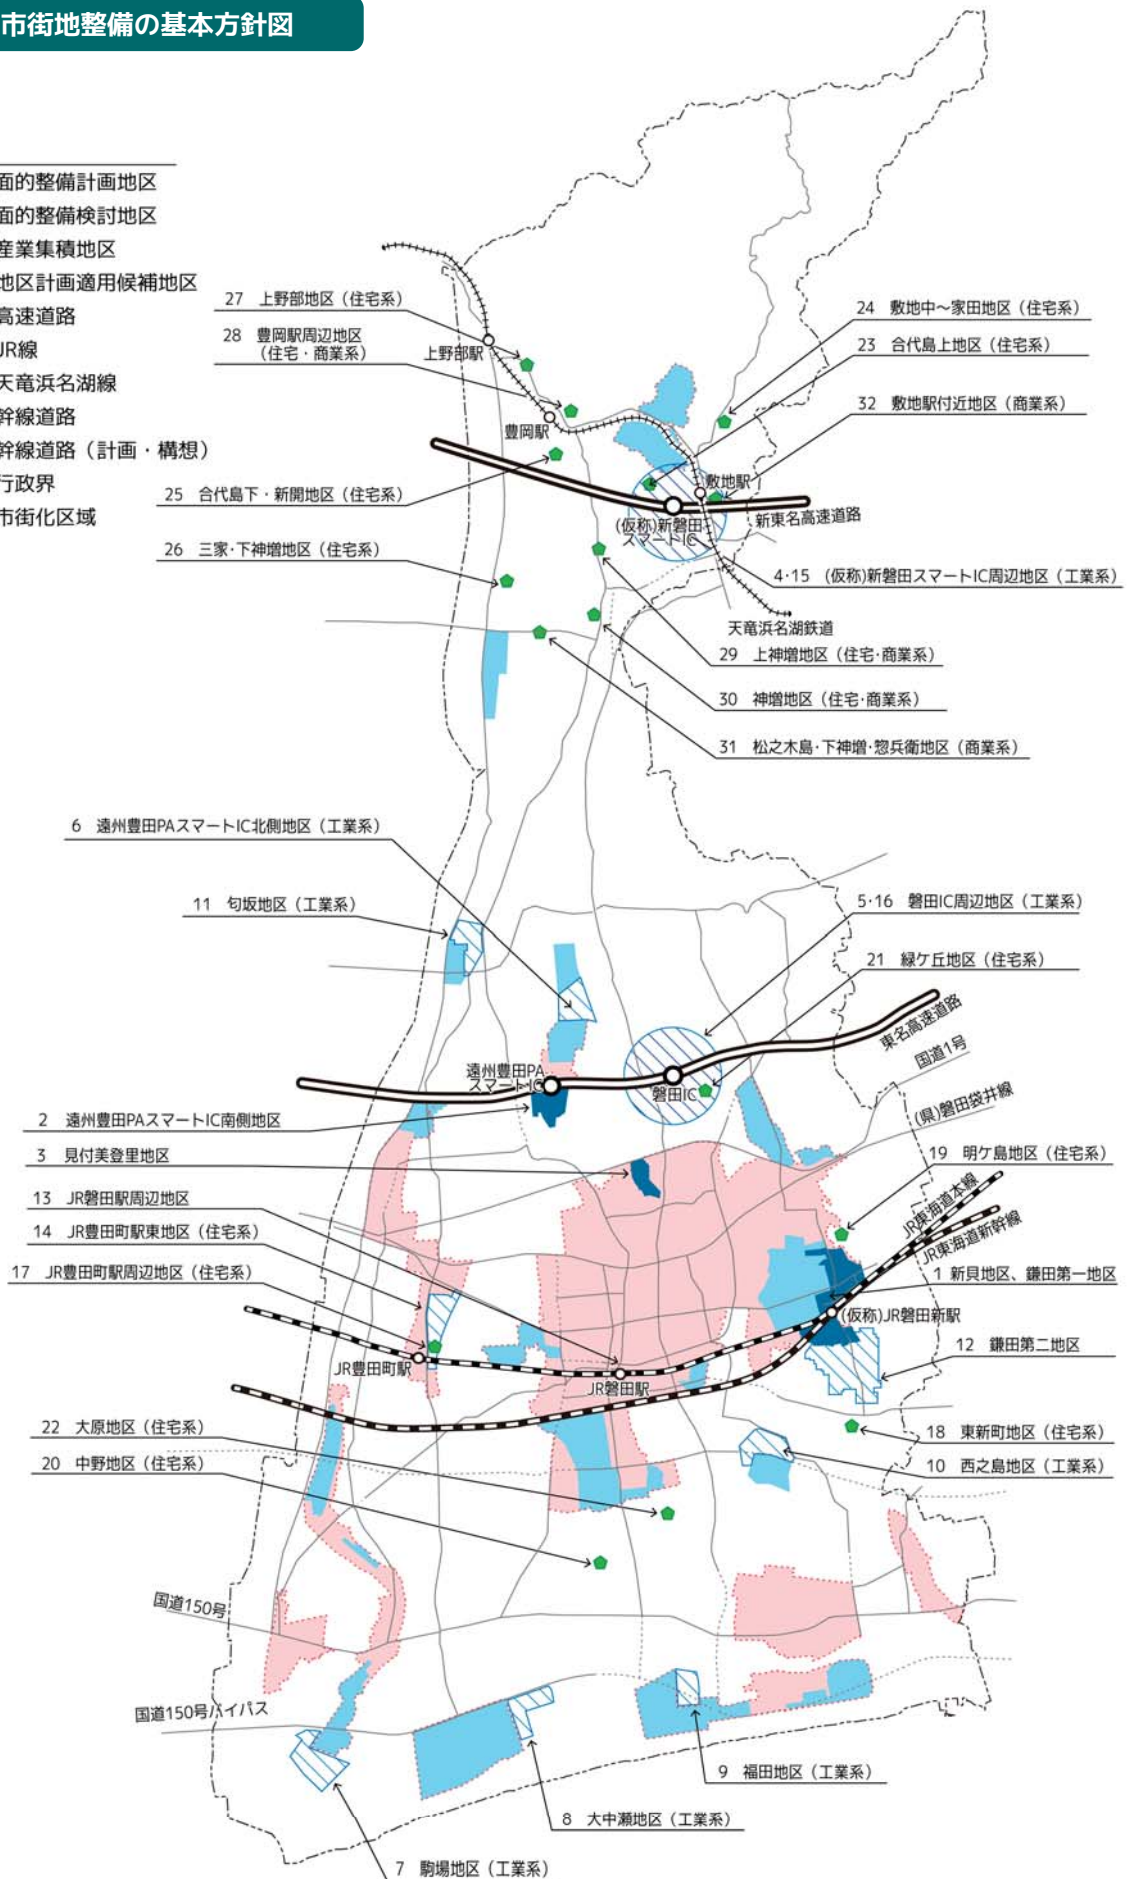 市街地整備の基本方針図
面的整備計画地区
面的整備検討地区
産業集積地区
地区計画適用候補地区
高速道路
JR線
天竜浜名湖線
幹線道路
幹線道路（計画・構想）
行政界
市街化区域
27 上野部地区（住宅系）
28 豊岡駅周辺地区
（住宅・商業系）
上野部駅
豊岡駅
24 敷地中～家田地区（住宅系）
23 合代島上地区（住宅系）
32 敷地駅付近地区（商業系）
敷地駅
25 合代島下・新開地区（住宅系）
(仮称)新磐田
スマートIC
新東名高速道路
26 三家・下神増地区（住宅系）
4・15 (仮称)新磐田スマートIC周辺地区（工業系）
天竜浜名湖鉄道
29 上神増地区（住宅・商業系）
30 神増地区（住宅・商業系）
31 松之木島・下神増・惣兵衛地区（商業系）
6 遠州豊田PAスマートIC北側地区（工業系）
11 匂坂地区（工業系）
5・16 磐田IC周辺地区（工業系）
21 緑ケ丘地区（住宅系）
東名高速道路
国道1号
遠州豊田PA
スマートIC
磐田IC
(県)磐田袋井線
2 遠州豊田PAスマートIC南側地区
3 見付美登里地区
19 明ケ島地区（住宅系）
13 JR磐田駅周辺地区
14 JR豊田町駅東地区（住宅系）
17 JR豊田町駅周辺地区（住宅系）
JR東海道本線
JR東海道新幹線
1 新貝地区、鎌田第一地区
(仮称)JR磐田新駅
12 鎌田第二地区
JR豊田町駅
JR磐田駅
22 大原地区（住宅系）
20 中野地区（住宅系）
18 東新町地区（住宅系）
10 西之島地区（工業系）
国道150号
国道150号バイパス
9 福田地区（工業系）
8 大中瀬地区（工業系）
7 駒場地区（工業系）